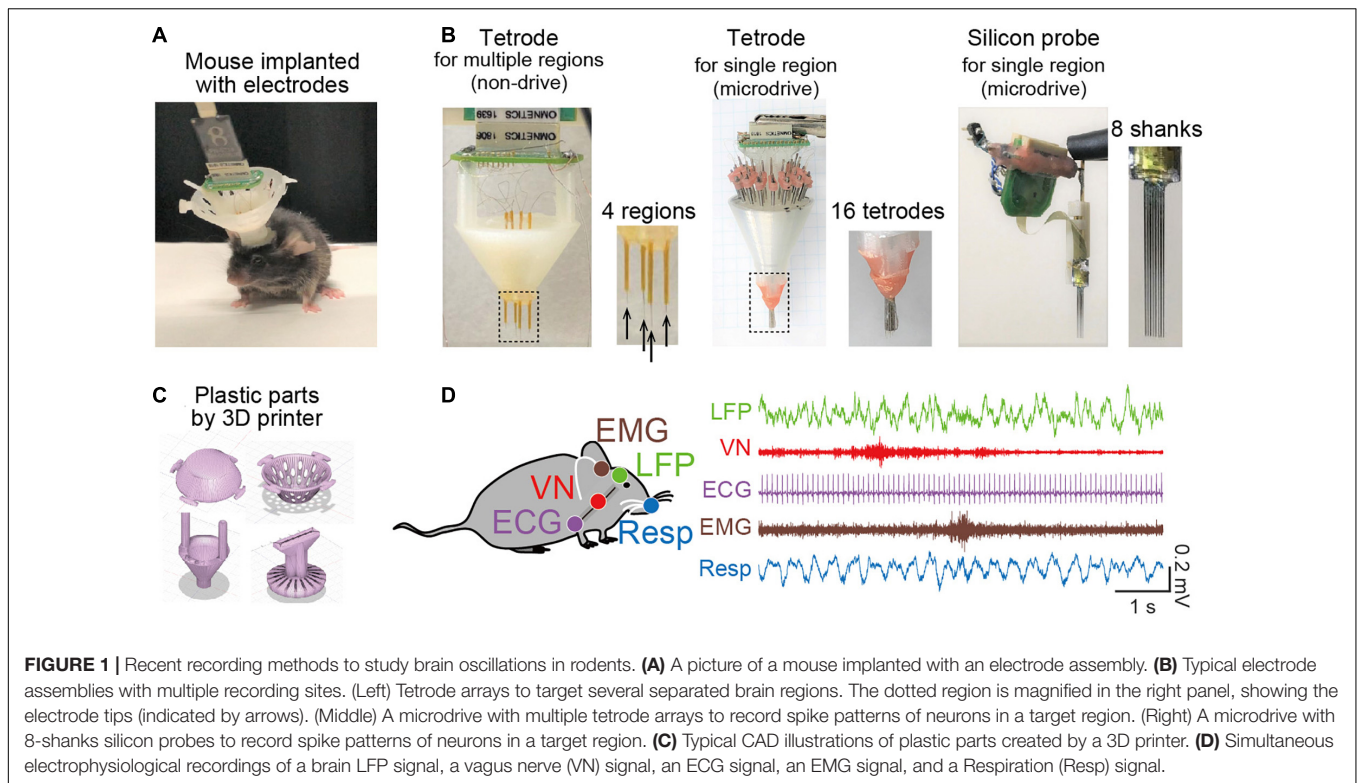 A
Mouse implanted
with electrodes
B
Tetrode
for multiple regions
(non-drive)
OMNETICS 1639
OMNETICS 1806
4 regions
Tetrode
for single region
(microdrive)
16 tetrodes
Silicon probe
for single region
(microdrive)
8 shanks
C
Plastic parts
by 3D printer
D
EMG
LFP
VN
ECG
Resp
LFP
VN
ECG
EMG
Resp
0.2 mV
1 s
FIGURE 1 | Recent recording methods to study brain oscillations in rodents. (A) A picture of a mouse implanted with an electrode assembly. (B) Typical electrode
assemblies with multiple recording sites. (Left) Tetrode arrays to target several separated brain regions. The dotted region is magnified in the right panel, showing the
electrode tips (indicated by arrows). (Middle) A microdrive with multiple tetrode arrays to record spike patterns of neurons in a target region. (Right) A microdrive with
8-shanks silicon probes to record spike patterns of neurons in a target region. (C) Typical CAD illustrations of plastic parts created by a 3D printer. (D) Simultaneous
electrophysiological recordings of a brain LFP signal, a vagus nerve (VN) signal, an ECG signal, an EMG signal, and a Respiration (Resp) signal.